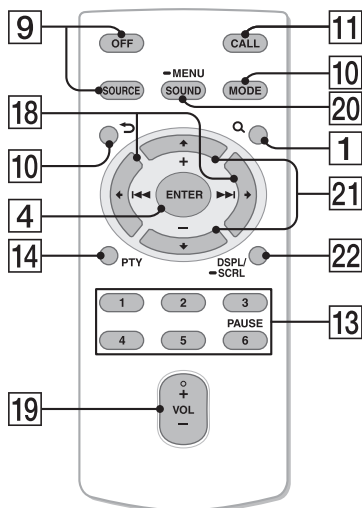 9 OFF CALL 11
SOURCE MENU SOUND MODE 10
18 20
10 1
+
ENTER 21
4 −
14 PTY DSPL/ SCRL 22
1 2 3
PAUSE 13
4 5 6
+
19 VOL
−